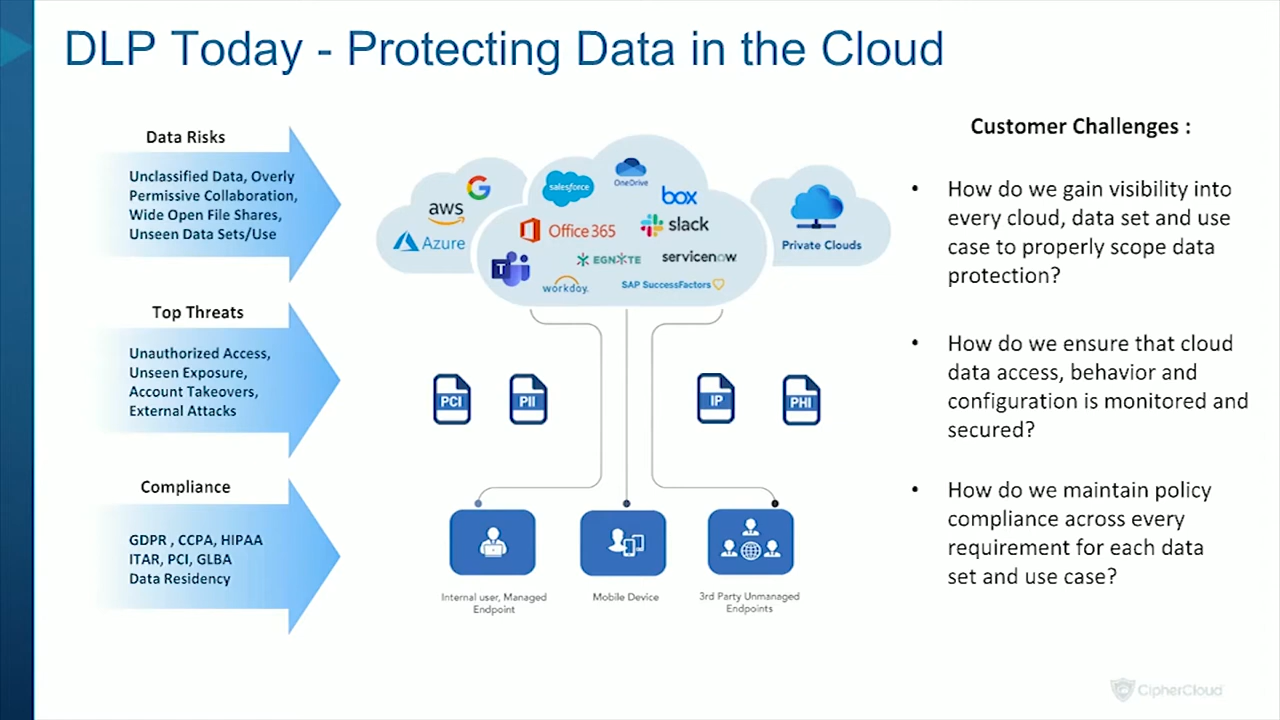 DLP Today - Protecting Data in the Cloud
Data Risks
Unclassified Data, Overly
Permissive Collaboration,
Wide Open File Shares,
Unseen Data Sets/Use
Top Threats
Unauthorized Access,
Unseen Exposure,
Account Takeovers,
External Attacks
Compliance
GDPR , CCPA, HIPAA
ITAR, PCI, GLBA
Data Residency
G
aws
Azure
salesforce
OneDrive
box
Office 365
slack
T
EGNYTE
servicenow
workday.
SAP SuccessFactors
Private Clouds
PCI
PII
IP
PHI
Internal user, Managed
Endpoint
Mobile Device
3rd Party Unmanaged
Endpoints
Customer Challenges :
• How do we gain visibility into
every cloud, data set and use
case to properly scope data
protection?
• How do we ensure that cloud
data access, behavior and
configuration is monitored and
secured?
• How do we maintain policy
compliance across every
requirement for each data
set and use case?
CipherCloud